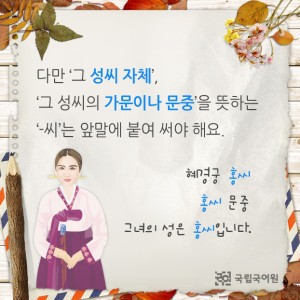 다만 ‘그 성씨 자체’,
‘그 성씨의 가문이나 문중’을 뜻하는
‘-씨’는 앞말에 붙여 써야 해요.
혜경궁 홍씨
홍씨 문중
그녀의 성은 홍씨입니다.
국립국어원